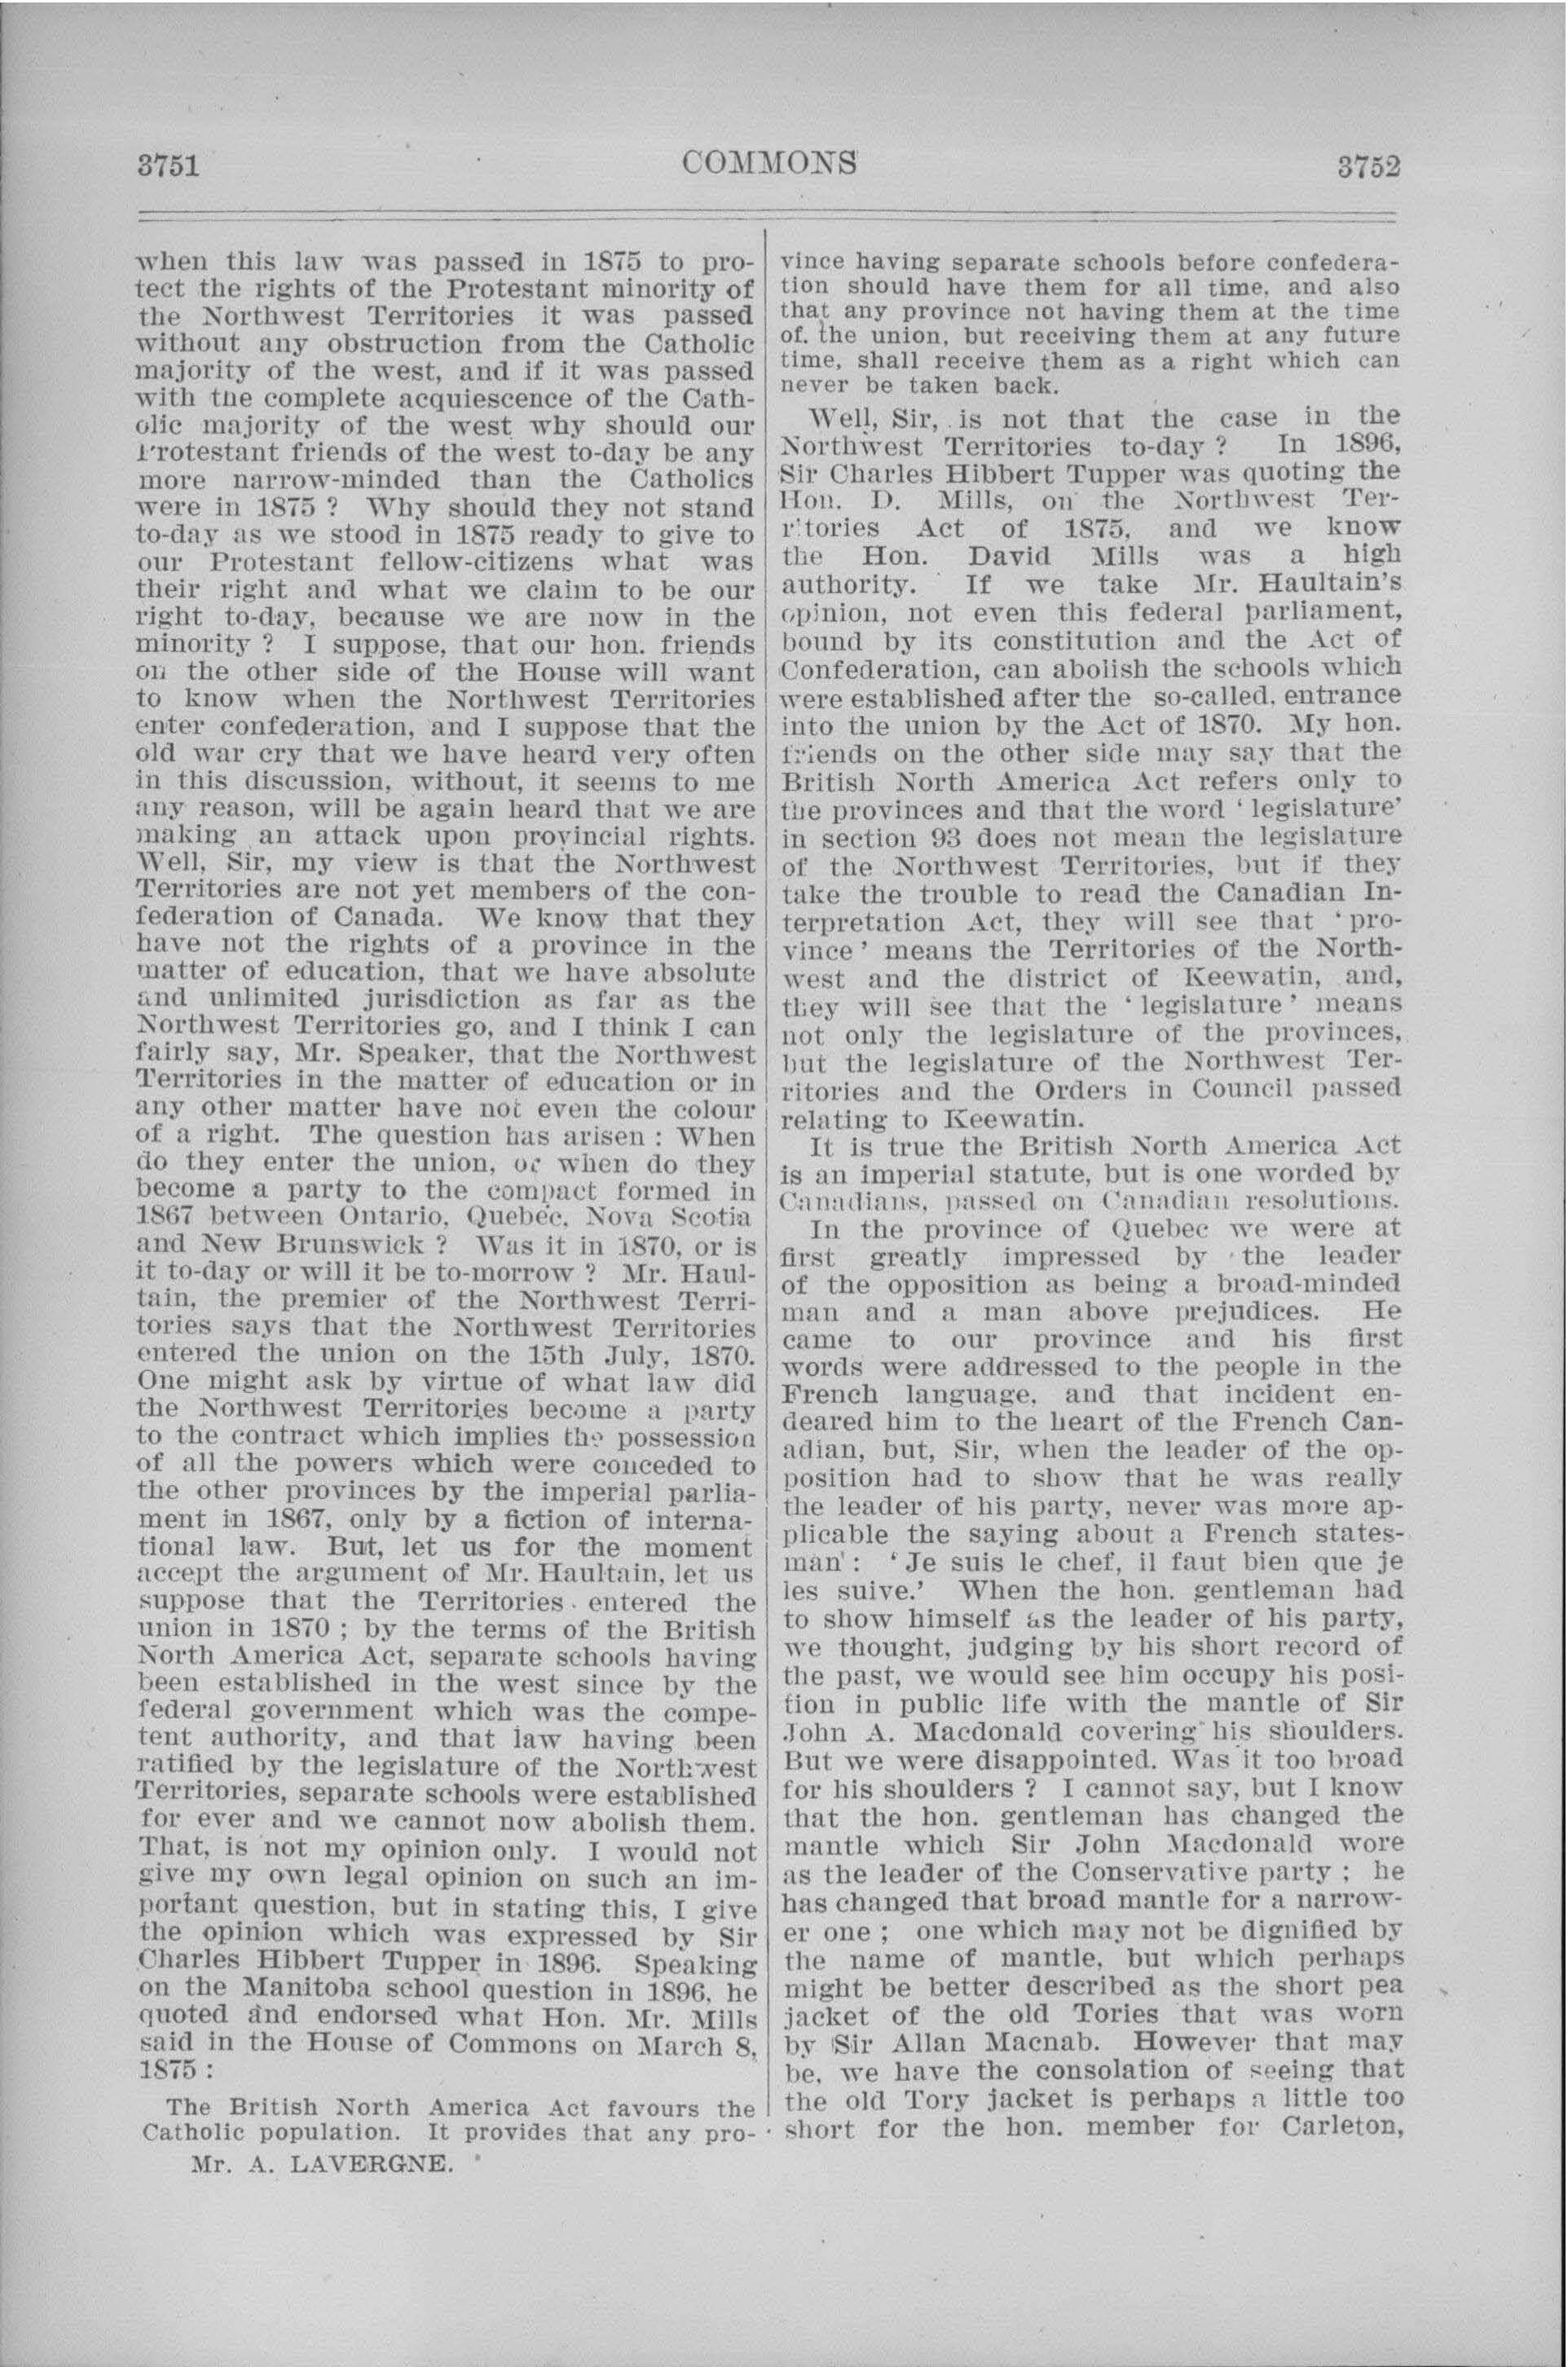 3751
COMMONS
3752
when this law was passed in 1875 to pro-
tect the rights of the Protestant minority of
the Northwest Territories it was passed
without any obstruction from the Catholic
majority of the west, and if it was passed
with the complete acquiescence of the Cath-
olic majority of the west why should our
Protestant friends of the west to-day be any
more narrow-minded than the Catholics
were in 1875 ? Why should they not stand
to-day as we stood in 1875 ready to give to
our Protestant fellow-citizens what was
their right and what we claim to be our
right to-day, because we are now in the
minority ? I suppose, that our hon. friends
on the other side of the House will want
to know when the Northwest Territories
enter confederation, and I suppose that the
old war cry that we have heard very often
in this discussion, without, it seems to me
any reason, will be again heard that we are
making an attack upon provincial rights.
Well, Sir, my view is that the Northwest
Territories are not yet members of the con-
federation of Canada. We know that they
have not the rights of a province in the
matter of education, that we have absolute
and unlimited jurisdiction as far as the
Northwest Territories go, and I think I can
fairly say, Mr. Speaker, that the Northwest
Territories in the matter of education or in
any other matter have not even the colour
of a right. The question has arisen : When
do they enter the union, or when do they
become a party to the compact formed in
1867 between Ontario, Quebec, Nova Scotia
and New Brunswick ? Was it in 1870, or is
it to-day or will it be to-morrow ? Mr. Haul-
tain, the premier of the Northwest Terri-
tories says that the Northwest Territories
entered the union on the 15th July, 1870.
One might ask by virtue of what law did
the Northwest Territories become a party
to the contract which implies the possession
of all the powers which were conceded to
the other provinces by the imperial parlia-
ment in 1867, only by a fiction of interna-
tional law. But, let us for the moment
accept the argument of Mr. Haultain, let us
suppose that the Territories entered the
union in 1870 ; by the terms of the British
North America Act, separate schools having
been established in the west since by the
federal government which was the compe-
tent authority, and that law having been
ratified by the legislature of the Northwest
Territories, separate schools were established
for ever and we cannot now abolish them.
That, is not my opinion only. I would not
give my own legal opinion on such an im-
portant question, but in stating this, I give
the opinion which was expressed by Sir
Charles Hibbert Tupper in 1896. Speaking
on the Manitoba school question in 1896, he
quoted and endorsed what Hon. Mr. Mills
said in the House of Commons on March 8,
1875 :
The British North America Act favours the
Catholic population. It provides that any pro-
Mr. A. LAVERGNE.
vince having separate schools before confedera-
tion should have them for all time, and also
that any province not having them at the time
of. the union, but receiving them at any future
time, shall receive them as a right which can
never be taken back.
Well, Sir, is not that the case in the
Northwest Territories to-day ? In 1896,
Sir Charles Hibbert Tupper was quoting the
Hon. D. Mills, on the Northwest Ter-
ritories Act of 1875, and we know
the Hon. David Mills was a high
authority. If we take Mr. Haultain's
opinion, not even this federal parliament,
bound by its constitution and the Act of
Confederation, can abolish the schools which
were established after the so-called, entrance
into the union by the Act of 1870. My hon.
friends on the other side may say that the
British North America Act refers only to
the provinces and that the word ' legislature'
in section 93 does not mean the legislature
of the Northwest Territories, but if they
take the trouble to read the Canadian In-
terpretation Act, they will see that ' pro-
vince ' means the Territories of the North-
west and the district of Keewatin, and,
they will see that the ' legislature ' means
not only the legislature of the provinces,
but the legislature of the Northwest Ter-
ritories and the Orders in Council passed
relating to Keewatin.
It is true the British North America Act
is an imperial statute, but is one worded by
Canadians, passed on Canadian resolutions.
In the province of Quebec we were at
first greatly impressed by the leader
of the opposition as being a broad-minded
man and a man above prejudices. He
came to our province and his first
words were addressed to the people in the
French language, and that incident en-
deared him to the heart of the French Can-
adian, but, Sir, when the leader of the op-
position had to show that he was really
the leader of his party, never was more ap-
plicable the saying about a French states-
man : ' Je suis le chef, il faut bien que je
les suive.' When the hon. gentleman had
to show himself as the leader of his party,
we thought, judging by his short record of
the past, we would see him occupy his posi-
tion in public life with the mantle of Sir
John A. Macdonald covering his shoulders.
But we were disappointed. Was it too broad
for his shoulders ? I cannot say, but I know
that the hon. gentleman has changed the
mantle which Sir John Macdonald wore
as the leader of the Conservative party ; he
has changed that broad mantle for a narrow-
er one ; one which may not be dignified by
the name of mantle, but which perhaps
might be better described as the short pea
jacket of the old Tories that was worn
by Sir Allan Macnab. However that may
be, we have the consolation of seeing that
the old Tory jacket is perhaps a little too
short for the hon. member for Carleton,